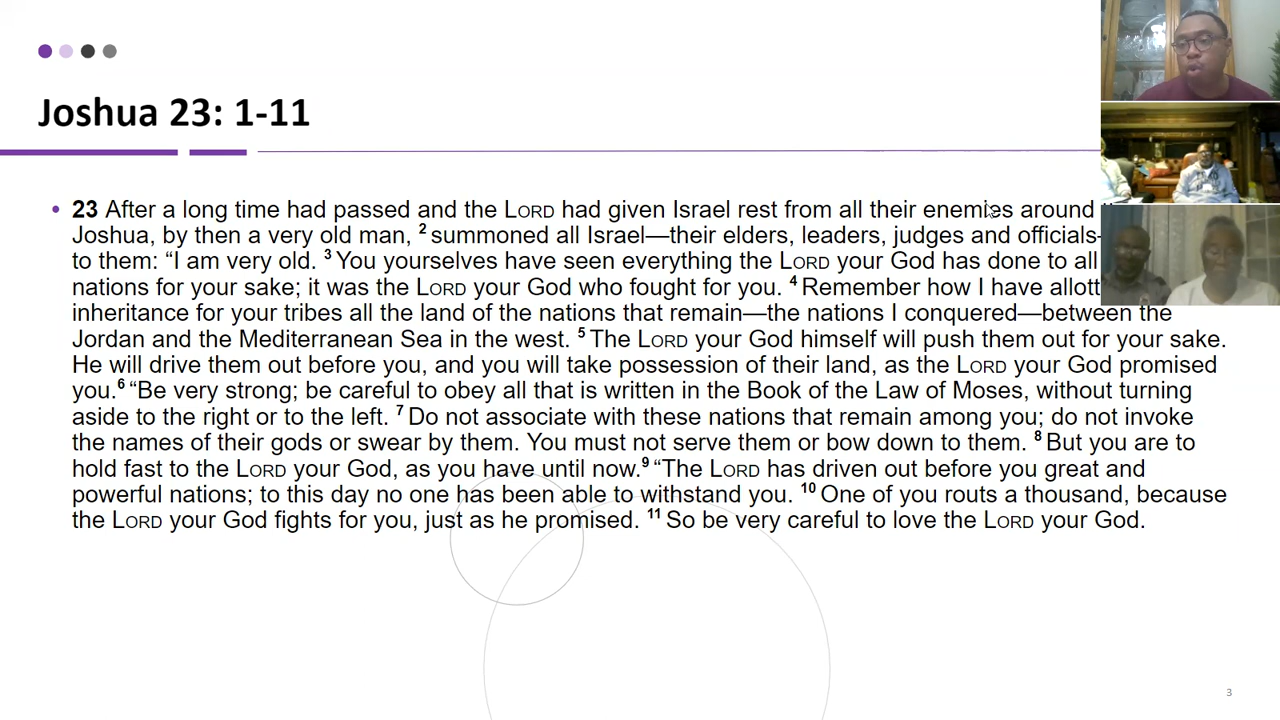 Joshua 23: 1-11
• 23 After a long time had passed and the LORD had given Israel rest from all their enemies around
Joshua, by then a very old man, 2 summoned all Israel—their elders, leaders, judges and officials-
to them: “I am very old. 3 You yourselves have seen everything the LORD your God has done to all
nations for your sake; it was the LORD your God who fought for you. 4 Remember how I have
inheritance for your tribes all the land of the nations that remain—the nations I conquered—between the
Jordan and the Mediterranean Sea in the west. 5 The LORD your God himself will push them out for your sake.
He will drive them out before you, and you will take possession of their land, as the LORD your God promised
you.6 “Be very strong; be careful to obey all that is written in the Book of the Law of Moses, without turning
aside to the right or to the left. 7 Do not associate with these nations that remain among you; do not invoke
the names of their gods or swear by them. You must not serve them or bow down to them. 8 But you are to
hold fast to the LORD your God, as you have until now.9 “The LORD has driven out before you great and
powerful nations; to this day no one has been able to withstand you. 10 One of you routs a thousand, because
the LORD your God fights for you, just as he promised. 11 So be very careful to love the LORD your God.
3